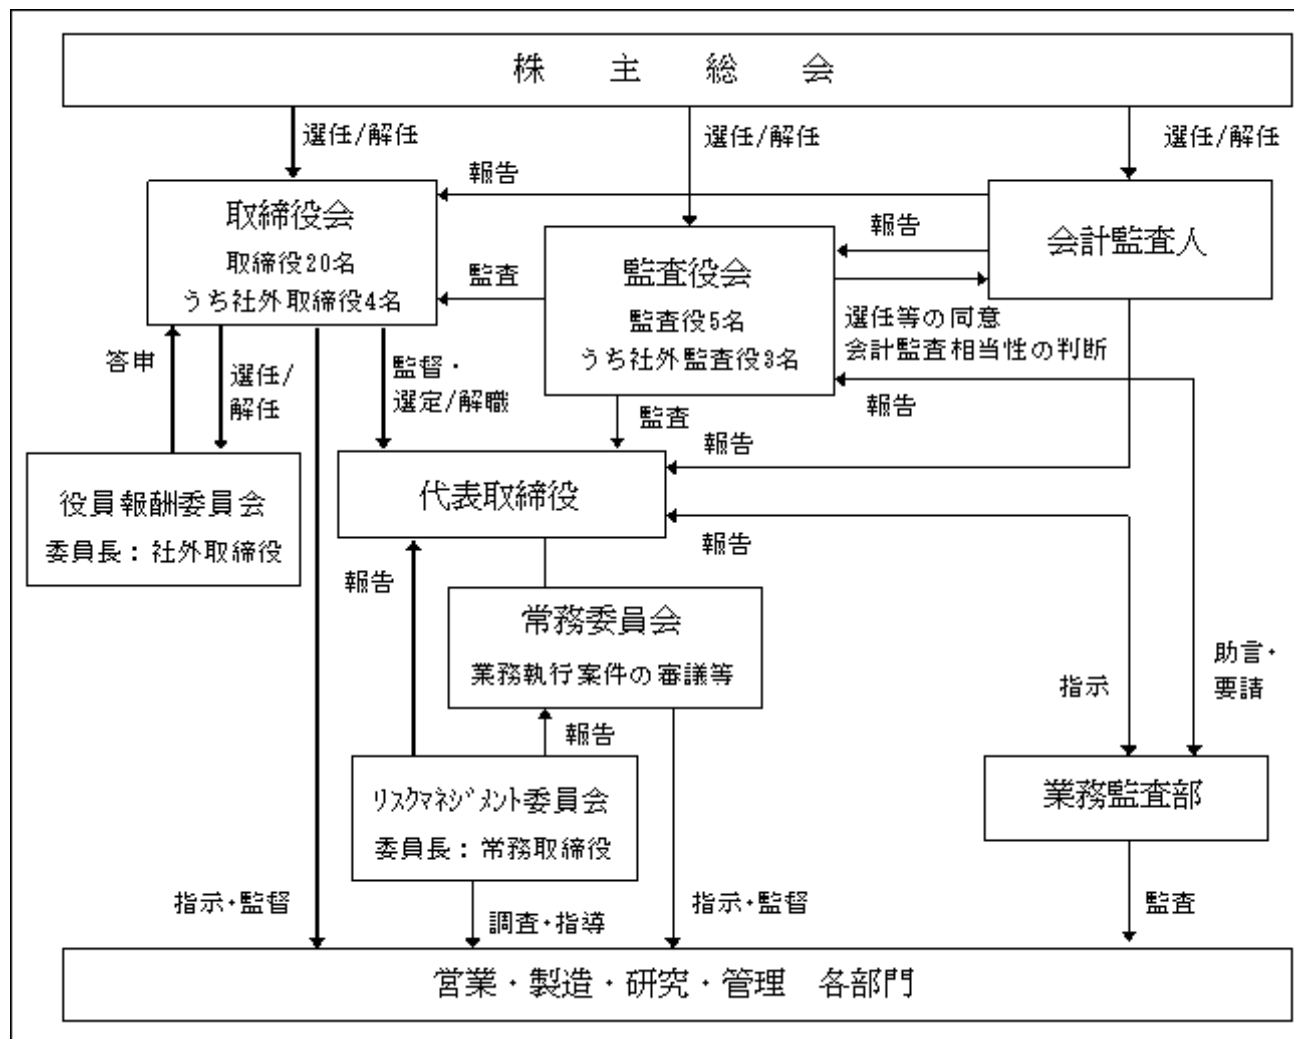 株　主　総　会
選任/解任
選任/解任
選任/解任
報告
取締役会
取締役20名
うち社外取締役4名
監査
監査役会
監査役5名
うち社外監査役3名
報告
会計監査人
選任等の同意
会計監査相当性の判断
答申
選任/
解任
監督・
選定/解職
監査
報告
報告
役員報酬委員会
委員長：社外取締役
代表取締役
報告
報告
常務委員会
業務執行案件の審議等
指示
助言・
要請
報告
ﾘｽｸﾏﾈｼﾞﾒﾝﾄ委員会
委員長：常務取締役
業務監査部
指示・監督
調査・指導
指示・監督
監査
営業・製造・研究・管理　各部門